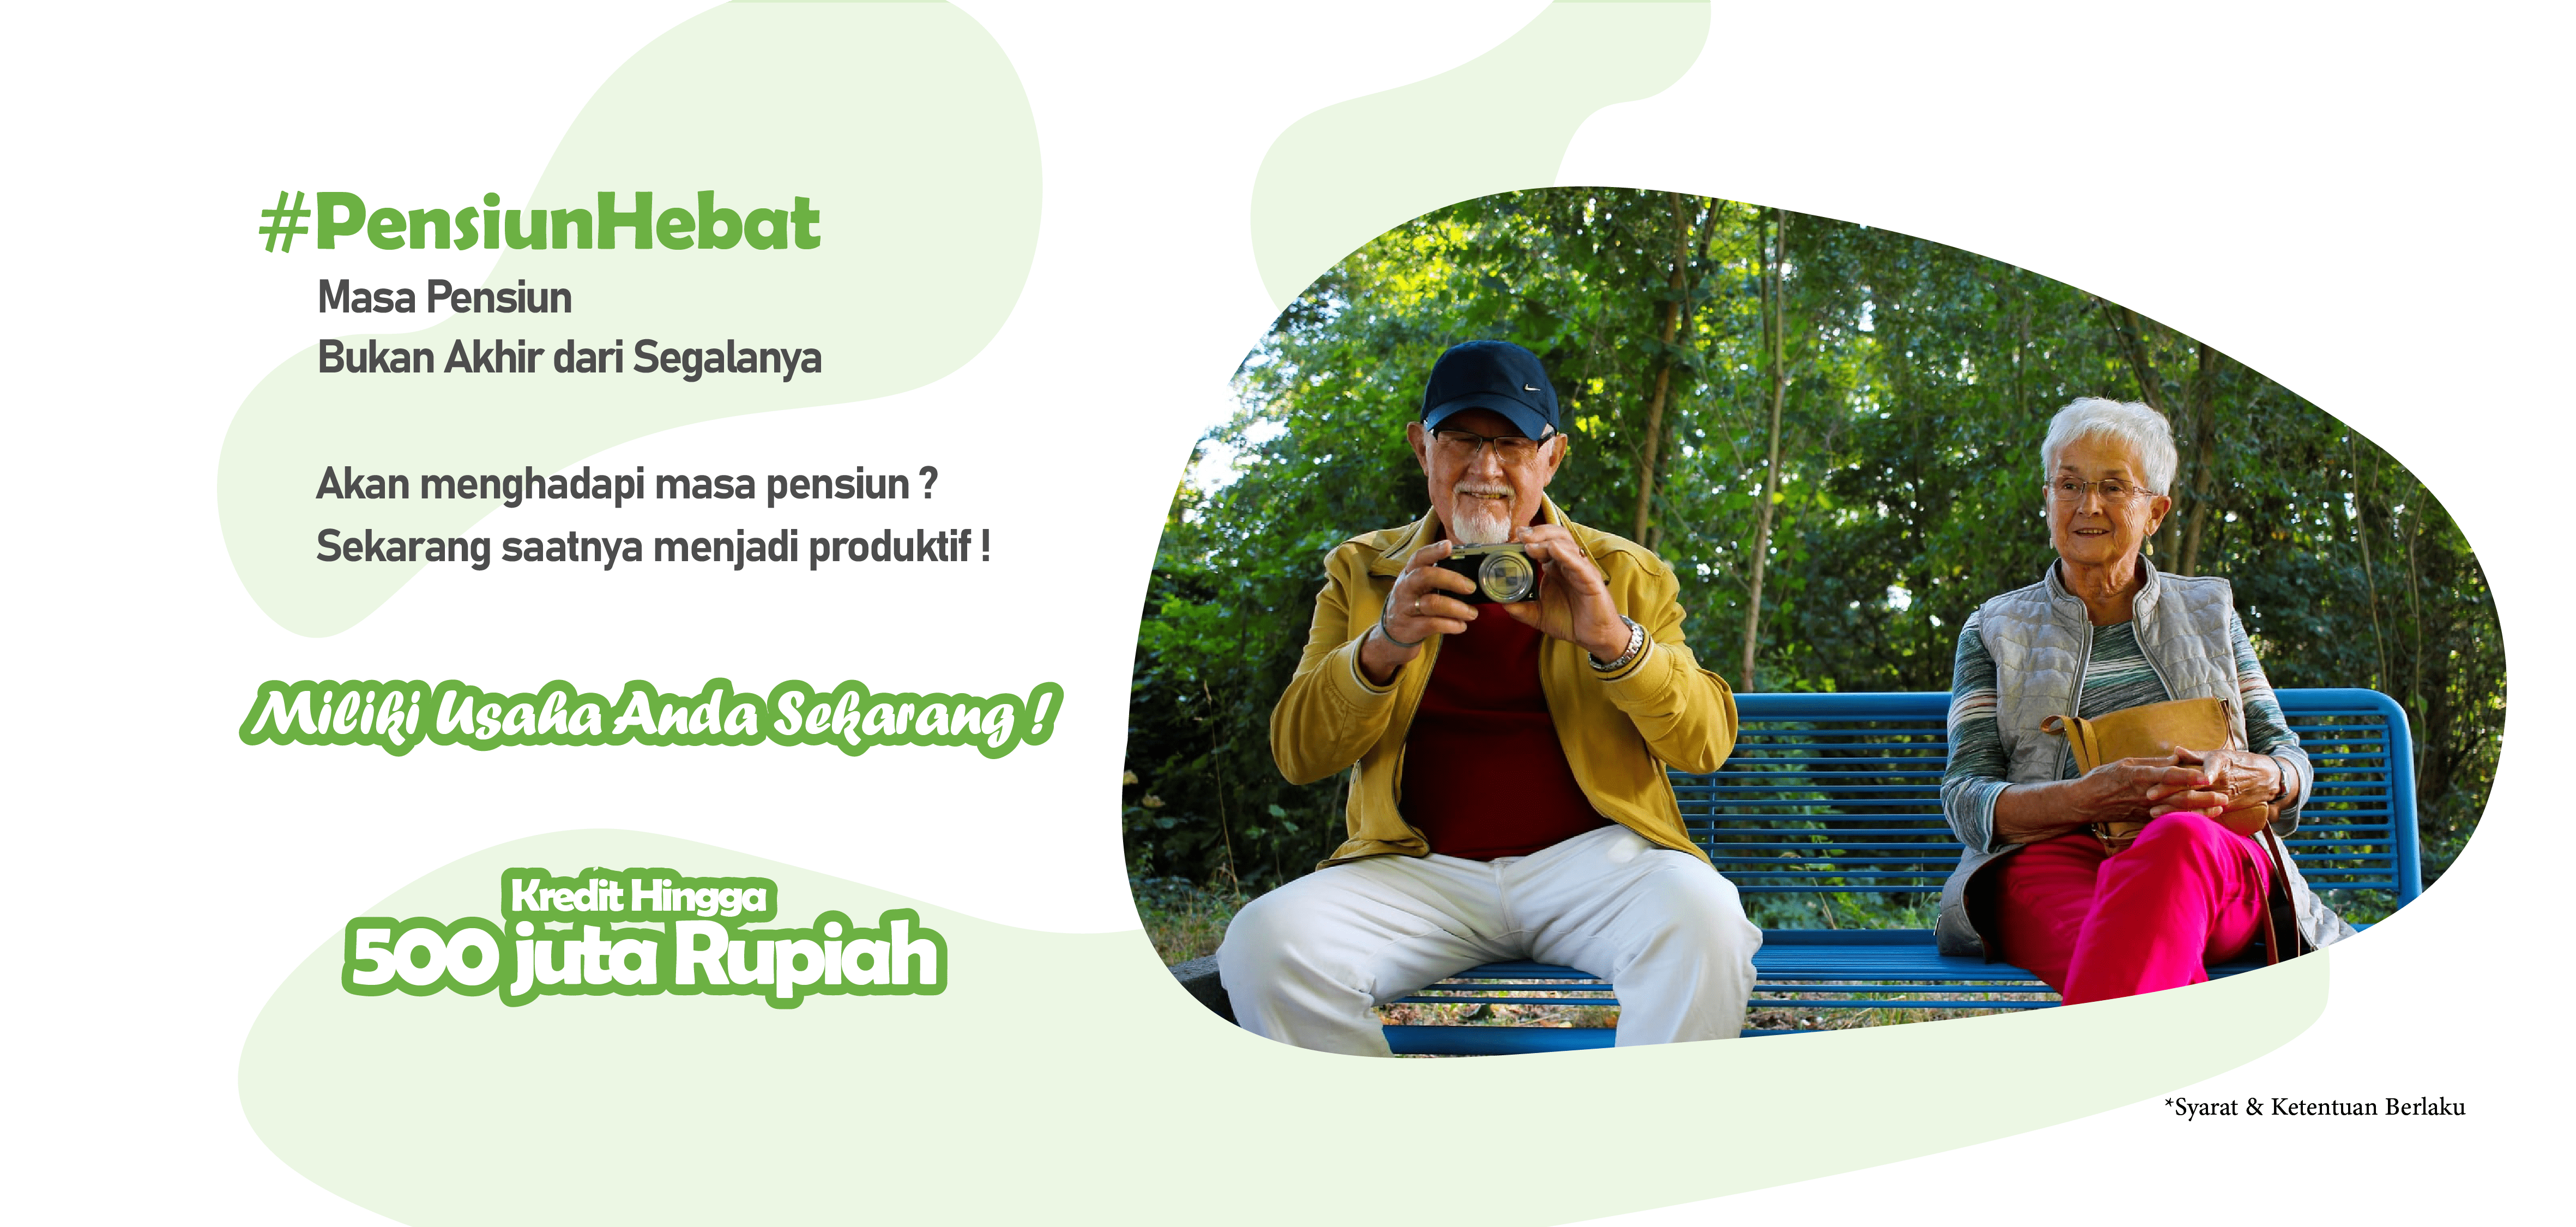 #PensiunHebat
Masa Pensiun
Bukan Akhir dari Segalanya
Akan menghadapi masa pensiun ?
Sekarang saatnya menjadi produktif !
Miliki Usaha Anda Sekarang !
Kredit Hingga
500 juta Rupiah
*Syarat & Ketentuan Berlaku